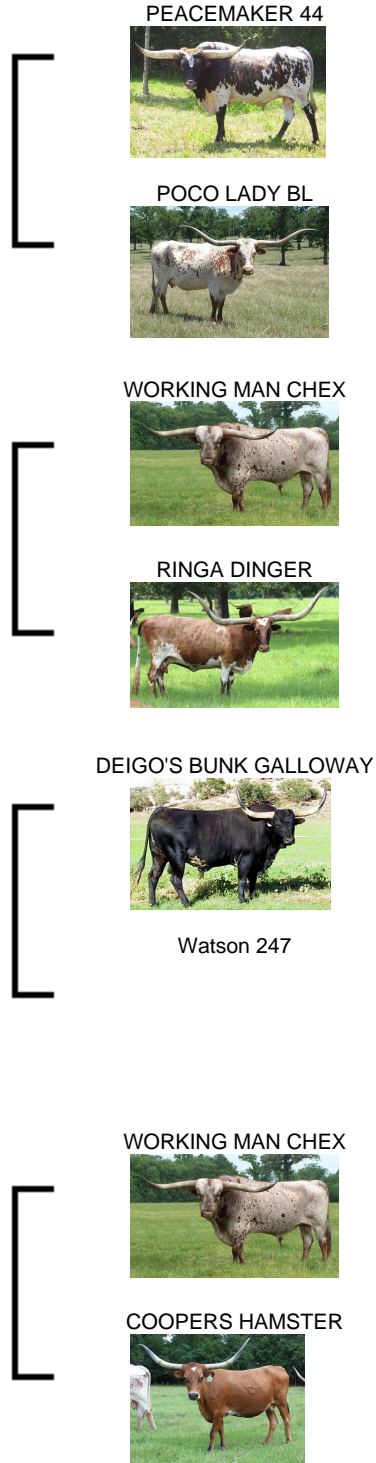 PEACEMAKER 44
POCO LADY BL
WORKING MAN CHEX
RINGA DINGER
DEIGO'S BUNK GALLOWAY
Watson 247
WORKING MAN CHEX
COOPERS HAMSTER